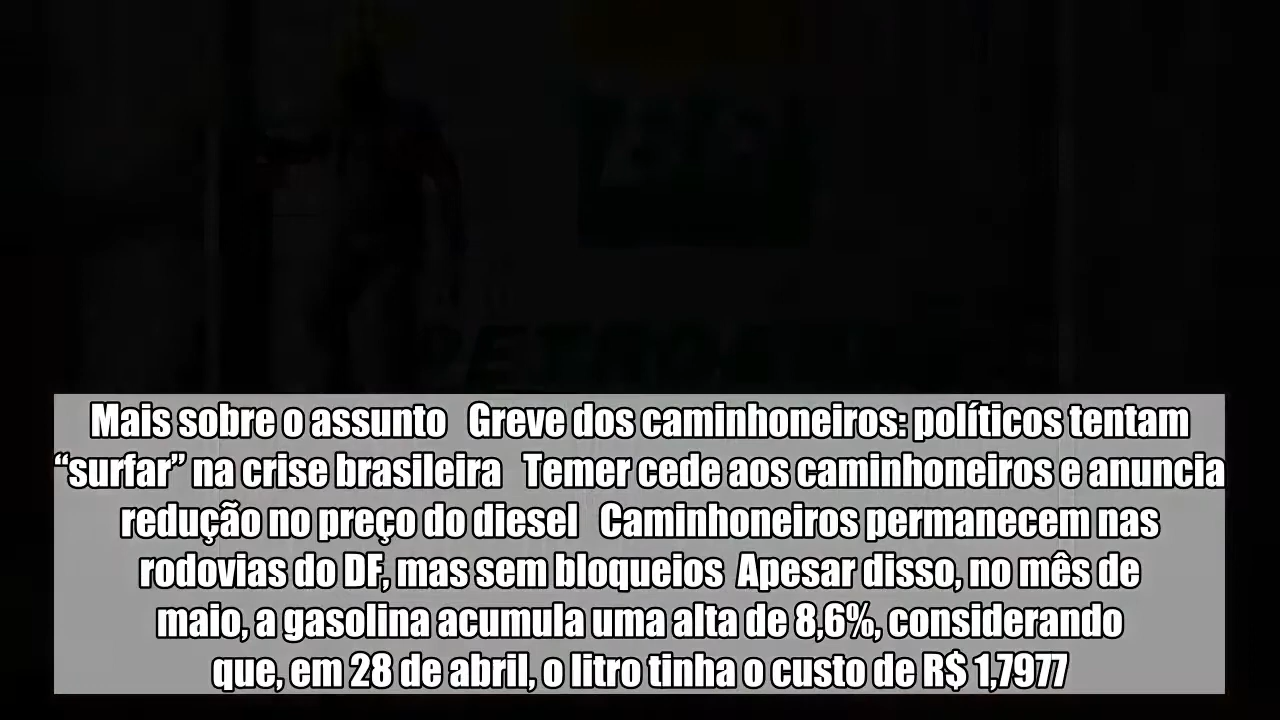 Mais sobre o assunto   Greve dos caminhoneiros: políticos tentam
“surfar” na crise brasileira   Temer cede aos caminhoneiros e anuncia
redução no preço do diesel   Caminhoneiros permanecem nas
rodovias do DF, mas sem bloqueios  Apesar disso, no mês de
maio, a gasolina acumula uma alta de 8,6%, considerando
que, em 28 de abril, o litro tinha o custo de R$ 1,7977